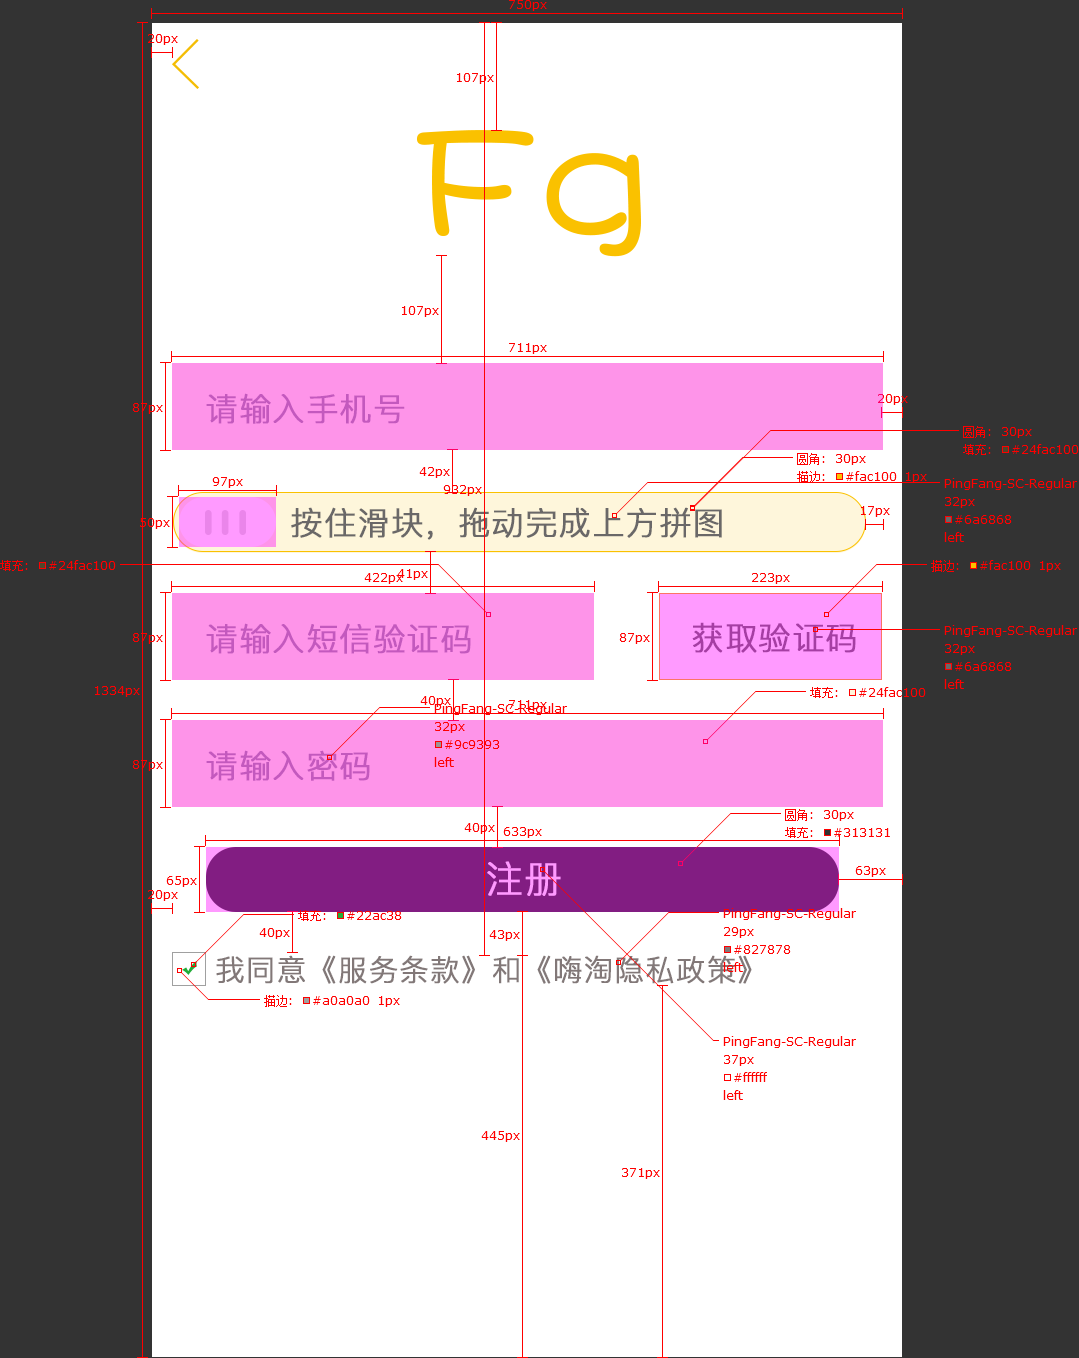 750px
20px
107px
Fg
107px
711px
请输入手机号
87px
20px
圆角： 30px
填充： #24fac100
圆角： 30px
描边： #fac100 1px
42px
932px
97px
PingFang-SC-Regular
32px
#6a6868
left
50px
按住滑块，拖动完成上方拼图
17px
填充： #24fac100
41px
422px
223px
描边： #fac100 1px
87px
请输入短信验证码
87px
获取验证码
PingFang-SC-Regular
32px
#6a6868
left
1334px
40px
711px
填充： #24fac100
PingFang-SC-Regular
32px
#9c9393
left
87px
请输入密码
圆角： 30px
填充： #313131
40px
633px
65px
注册
63px
20px
填充： #22ac38
40px
43px
PingFang-SC-Regular
29px
#827878
left
我同意《服务条款》和《嗨淘隐私政策》
描边： #a0a0a0 1px
PingFang-SC-Regular
37px
#ffffff
left
445px
371px